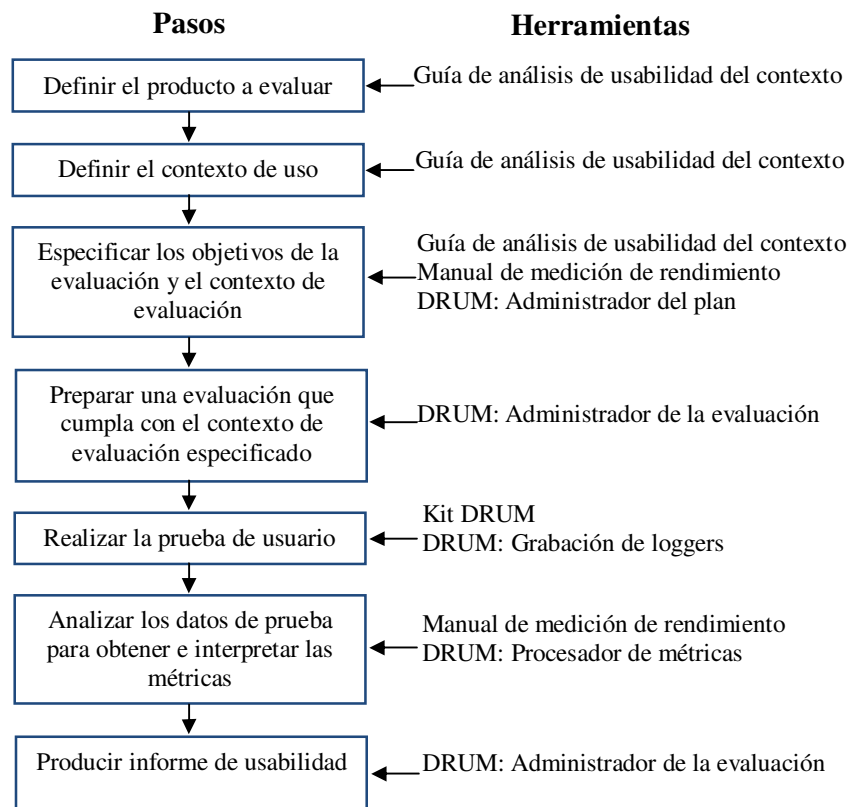 Pasos
Herramientas
Definir el producto a evaluar
Guía de análisis de usabilidad del contexto
Definir el contexto de uso
Guía de análisis de usabilidad del contexto
Especificar los objetivos de la
evaluación y el contexto de
evaluación
Guía de análisis de usabilidad del contexto
Manual de medición de rendimiento
DRUM: Administrador del plan
Preparar una evaluación que
cumpla con el contexto de
evaluación especificado
DRUM: Administrador de la evaluación
Realizar la prueba de usuario
Kit DRUM
DRUM: Grabación de loggers
Analizar los datos de prueba
para obtener e interpretar las
métricas
Manual de medición de rendimiento
DRUM: Procesador de métricas
Producir informe de usabilidad
DRUM: Administrador de la evaluación